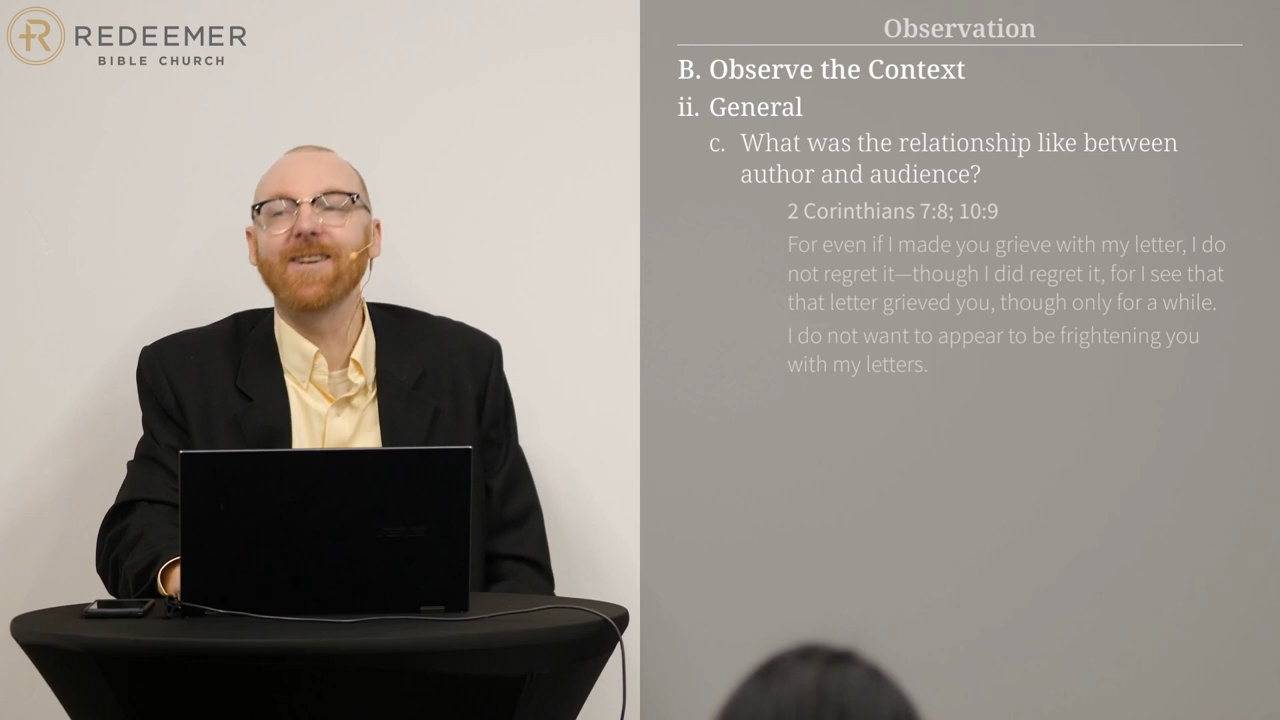 REDEEMER
BIBLE CHURCH
Observation
B. Observe the Context
ii. General
c. What was the relationship like between
author and audience?
2 Corinthians 7:8; 10:9
For even if I made you grieve with my letter, I do
not regret it—though I did regret it, for I see that
that letter grieved you, though only for a while.
I do not want to appear to be frightening you
with my letters.